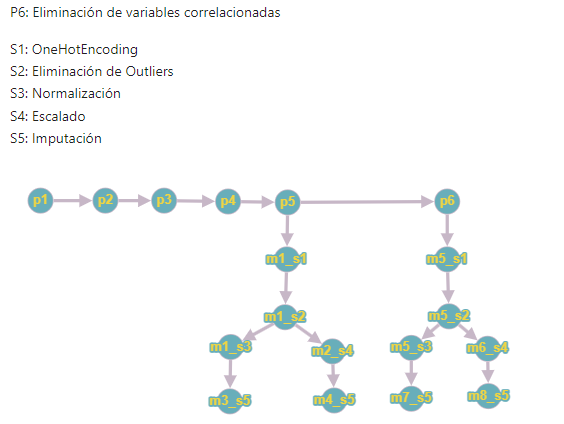 P6: Eliminación de variables correlacionadas
S1: OneHotEncoding
S2: Eliminación de Outliers
S3: Normalización
S4: Escalado
S5: Imputación
p1 p2 p3 p4 p5 p6
m1_s1 m5_s1
m1_s2 m5_s2
m1_s3 m2_s4 m5_s3 m6_s4
m3_s5 m4_s5 m7_s5 m8_s5